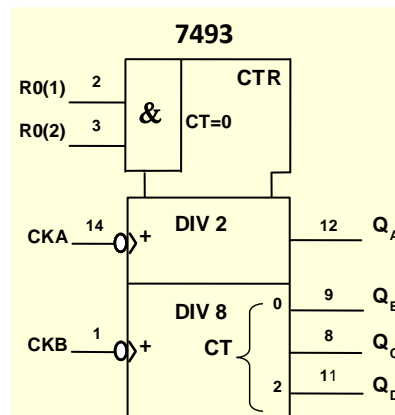 7493
CTR
R0(1) 2
R0(2) 3
& CT=0
DIV 2
CKA 14 +
12 QA
DIV 8
0 9 QB
CKB 1 + CT
8 QC
2 11 QD